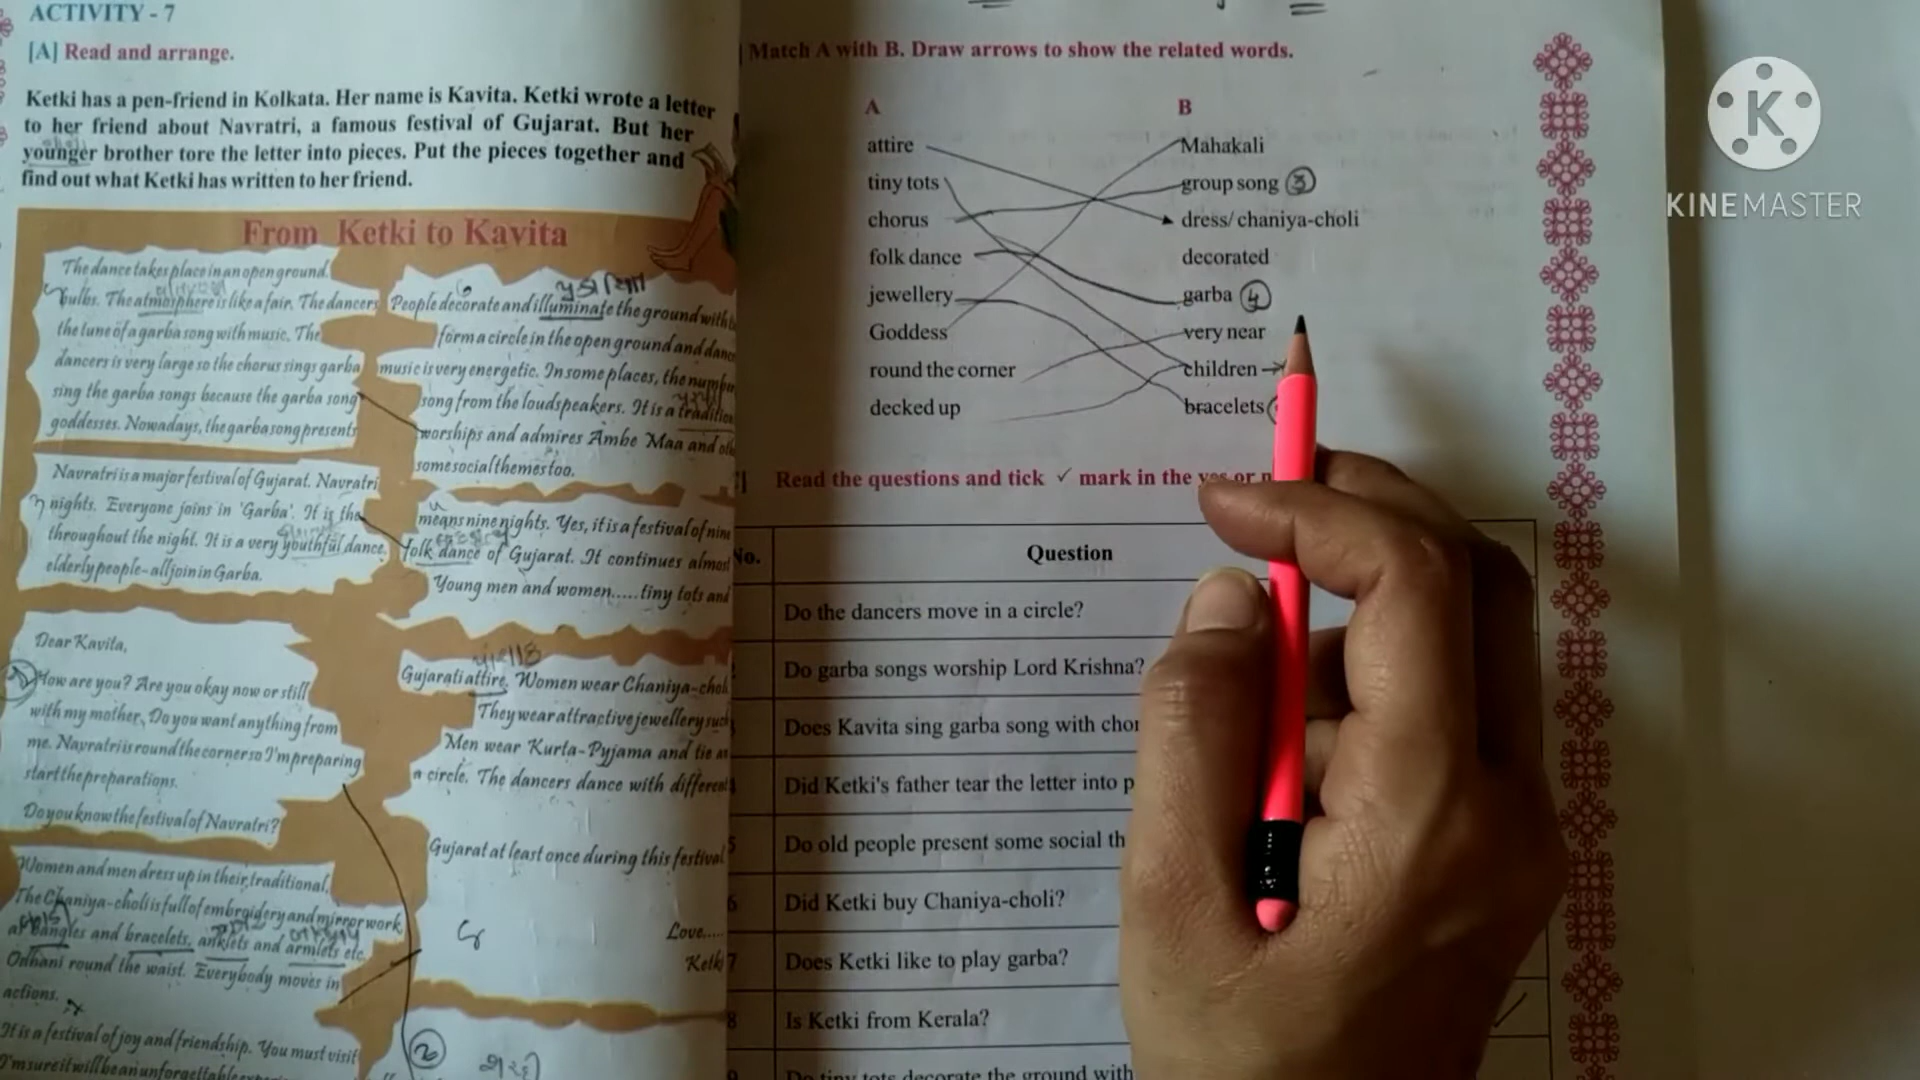 ACTIVITY - 7
[A] Read and arrange.
Ketki has a pen-friend in Kolkata. Her name is Kavita. Ketki wrote a letter
to her friend about Navratri, a famous festival of Gujarat. But her
younger brother tore the letter into pieces. Put the pieces together and
find out what Ketki has written to her friend.
From Ketki to Kavita
The dance takes place in an open ground.
bulbs. The atmosphere is like a fair. The dancers
the tune of a garba song with music. The
dancers is very large so the chorus sings garba
sing the garba songs because the garba song
goddesses. Nowadays, the garba song presents
People decorate and illuminate the ground with
form a circle in the open ground and
music is very energetic. In some places, the
song from the loudspeakers. It is a
worships and admires Ambe Maa and
some social themes too.
Navratri is a major festival of Gujarat. Navratri
nights. Everyone joins in 'Garba'. It is the
throughout the night. It is a very youthful dance.
elderly people - all join in Garba.
means nine nights. Yes, it is a festival of nine
folk dance of Gujarat. It continues almost
Young men and women.....tiny tots and
Dear Kavita,
How are you? Are you okay now or still
with my mother. Do you want anything from
me. Navratri is round the corner so I'm preparing
start the preparations.
Do you know the festival of Navratri?
Gujarati attire. Women wear
They wear attractive jewellery such
Men wear Kurta-Pyjama and tie
a circle. The dancers dance with different
Gujarat at least once during this festival
Love....
Ketki
Women and men dress up in their traditional,
The Chaniya-choli is full of embroidery and mirror work
bangles and bracelets, anklets and armlets etc.
Odhani round the waist. Everybody moves in
actions.
It is a festival of joy and friendship. You must visit
I'm sure it will be an unforgettable
Match A with B. Draw arrows to show the related words.
A B
attire Mahakali
tiny tots group song 3
chorus dress/ chaniya-choli
folk dance decorated
jewellery garba 4
Goddess very near
round the corner children
decked up bracelets
Read the questions and tick ✓ mark in the yes or
No. Question
Do the dancers move in a circle?
Do garba songs worship Lord Krishna?
Does Kavita sing garba song with
Did Ketki's father tear the letter into
5 Do old people present some social
6 Did Ketki buy Chaniya-choli?
7 Does Ketki like to play garba?
8 Is Ketki from Kerala?
9 Do tiny tots decorate the ground with
K
KINEMASTER